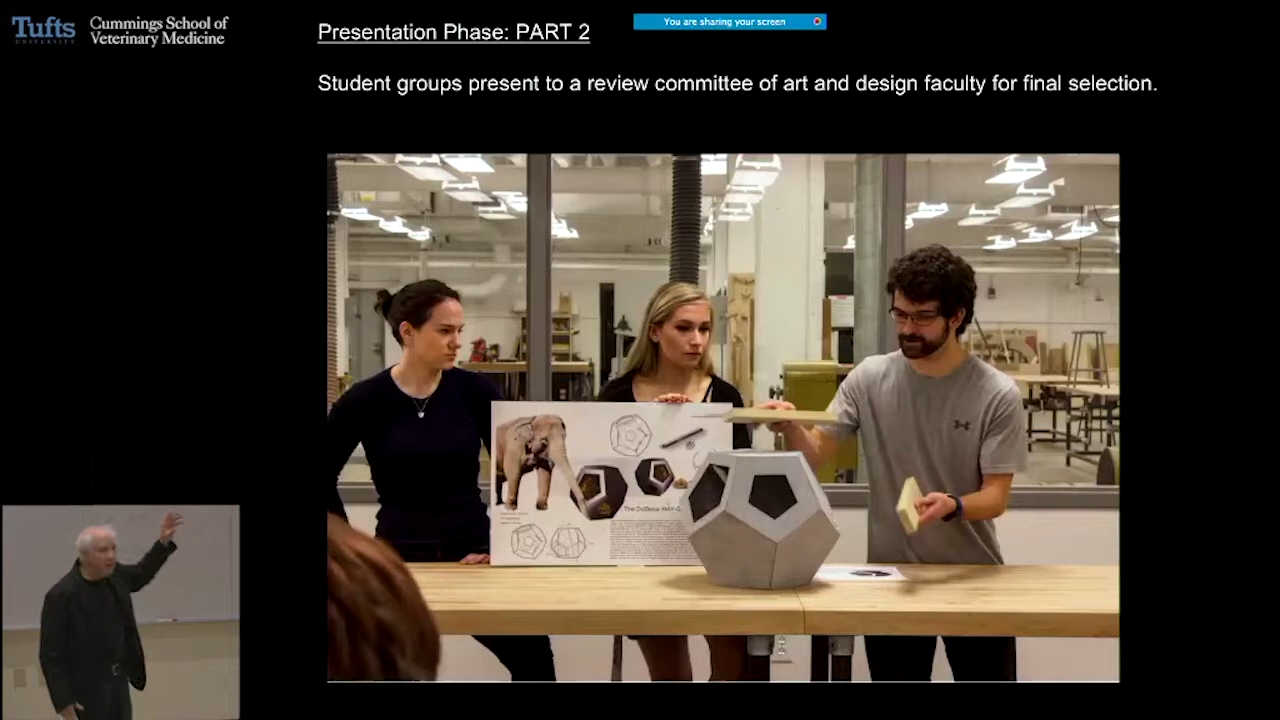 Tufts
UNIVERSITY
Cummings School of
Veterinary Medicine
Presentation Phase: PART 2
You are sharing your screen
Student groups present to a review committee of art and design faculty for final selection.